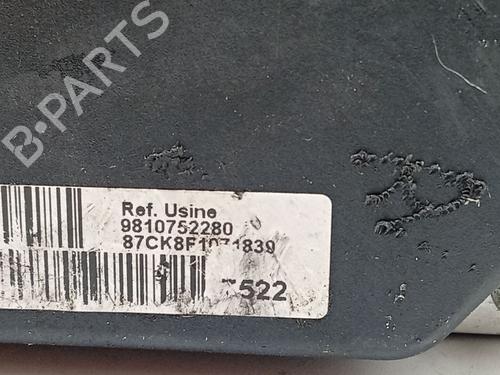 B-PARTS
Ref. Usine
9810752280
87CK8F1071839
522